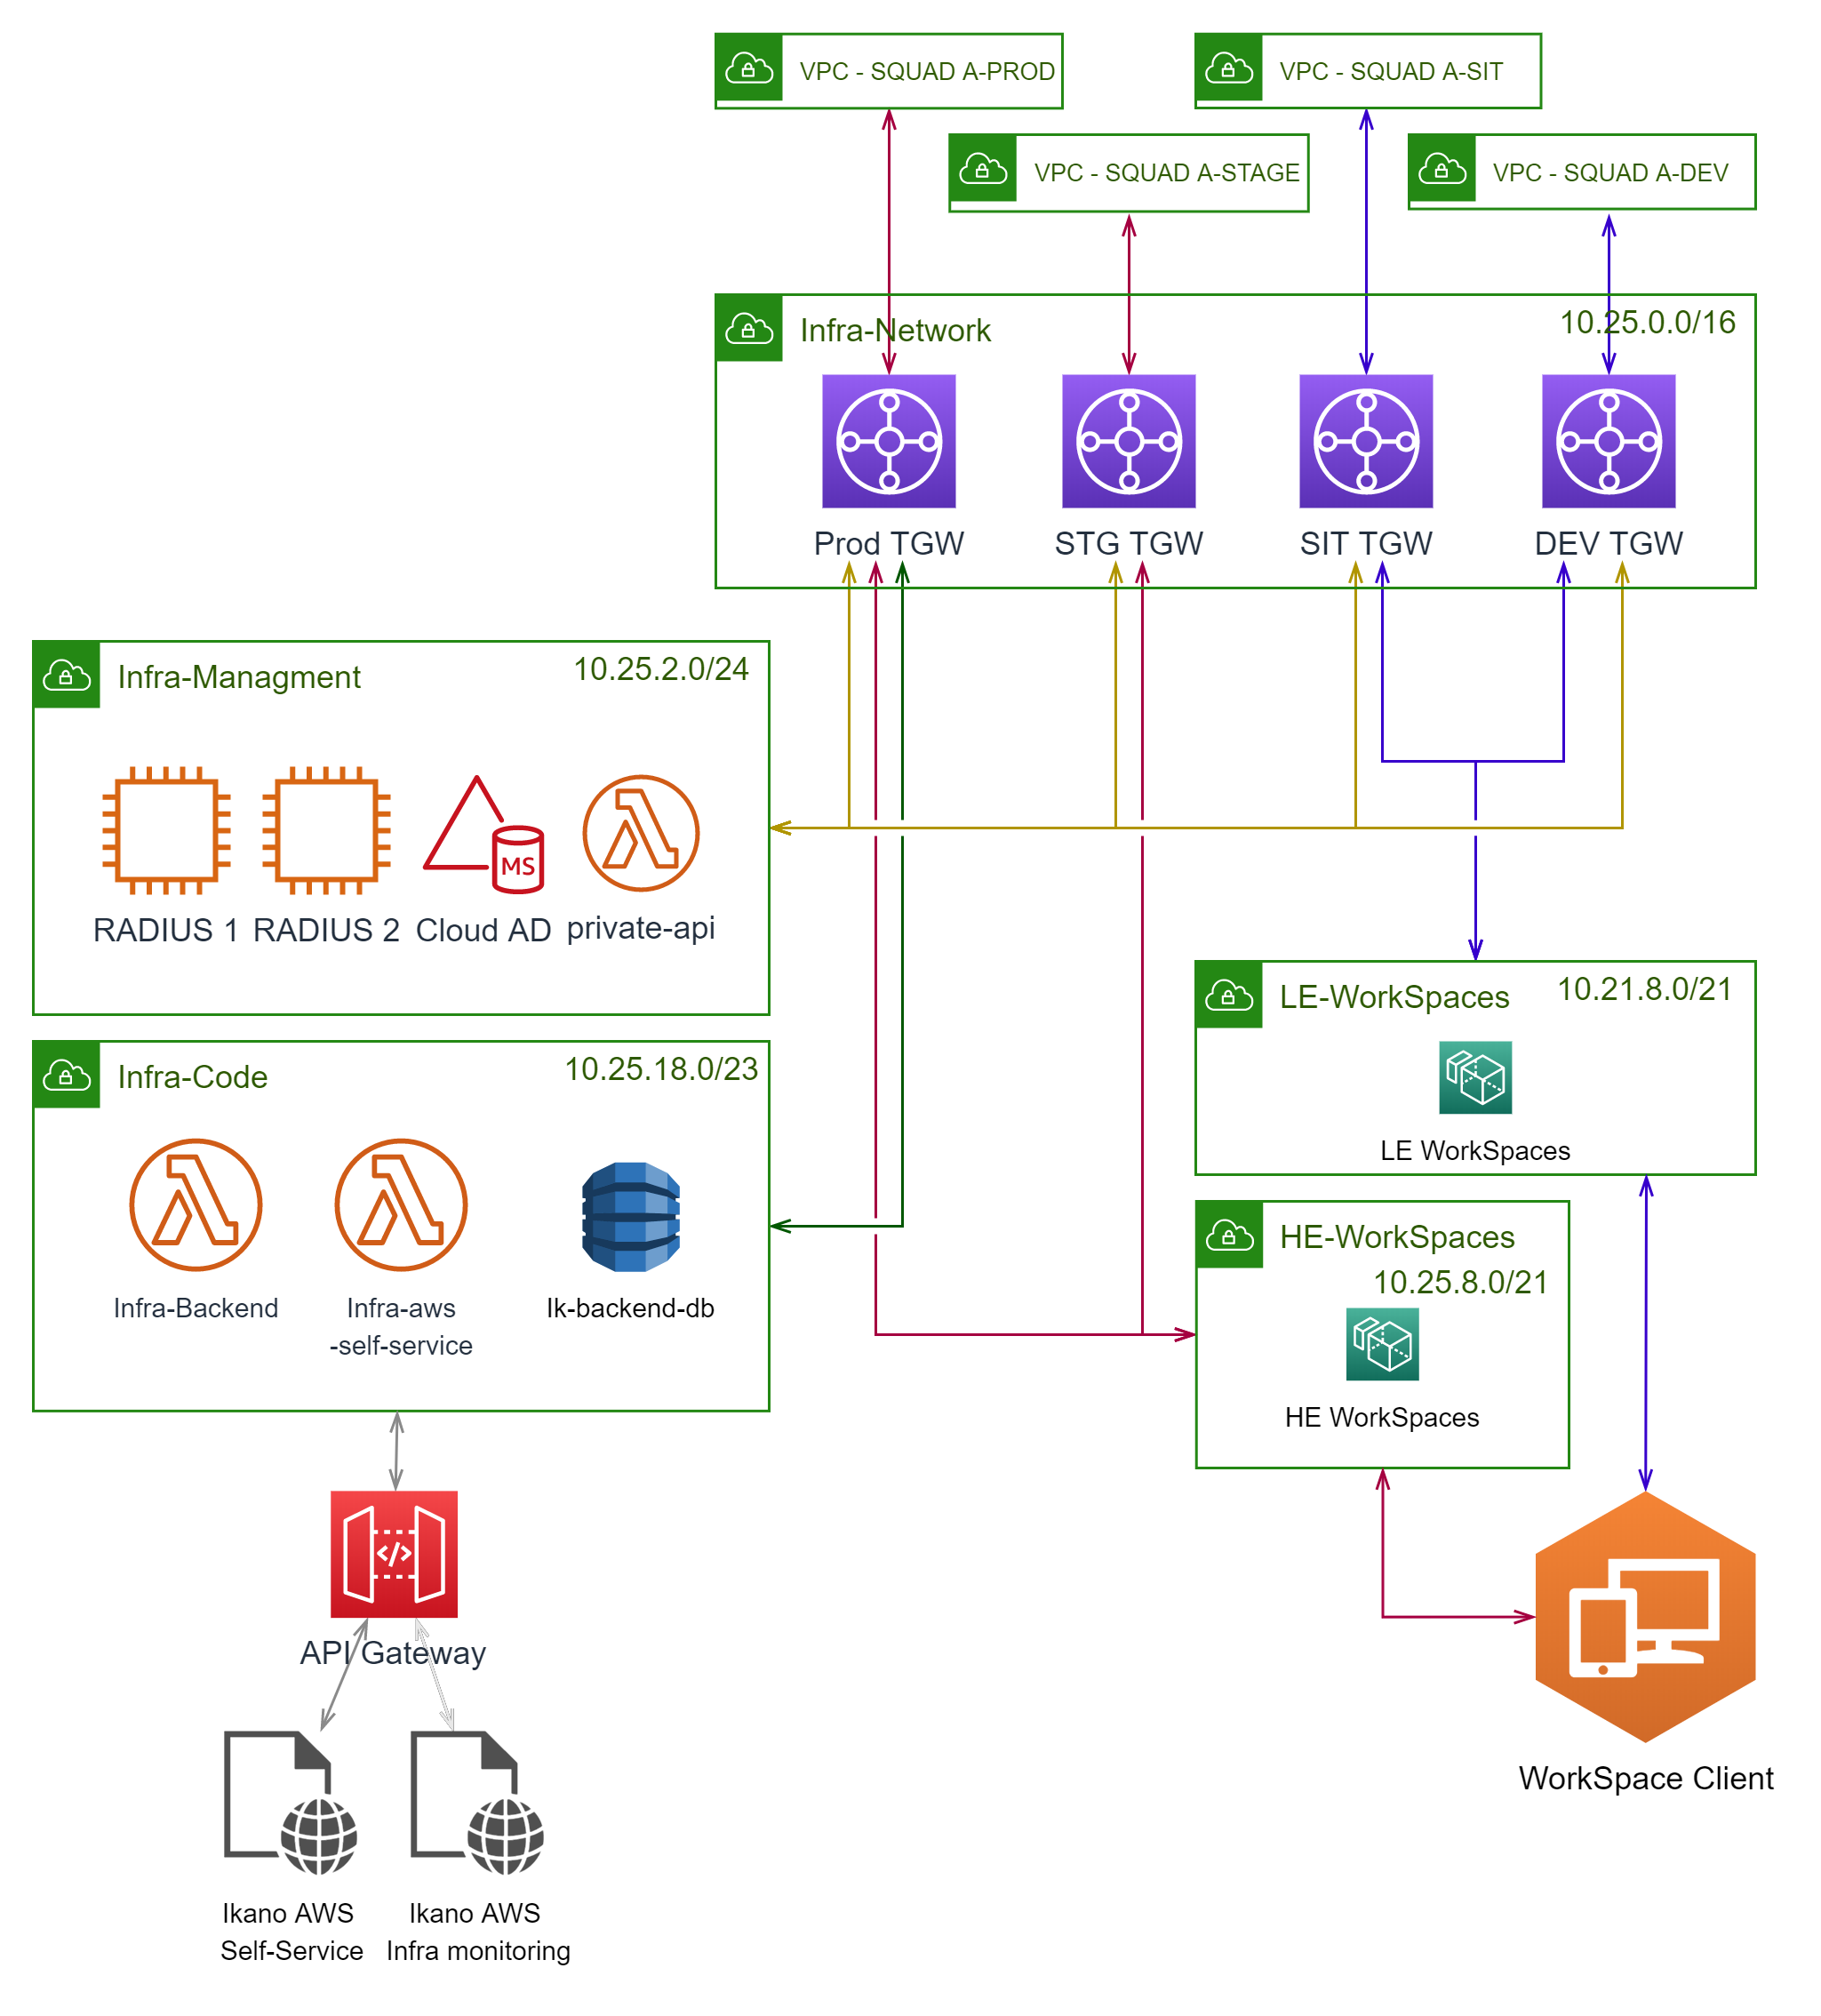 VPC - SQUAD A-PROD
VPC - SQUAD A-SIT
VPC - SQUAD A-STAGE
VPC - SQUAD A-DEV
Infra-Network
10.25.0.0/16
Prod TGW
STG TGW
SIT TGW
DEV TGW
Infra-Managment
10.25.2.0/24
MS
RADIUS 1
RADIUS 2
Cloud AD
private-api
LE-WorkSpaces
10.21.8.0/21
LE WorkSpaces
Infra-Code
10.25.18.0/23
Infra-Backend
Infra-aws
-self-service
Ik-backend-db
HE-WorkSpaces
10.25.8.0/21
HE WorkSpaces
</>
API Gateway
WorkSpace Client
Ikano AWS
Self-Service
Ikano AWS
Infra monitoring